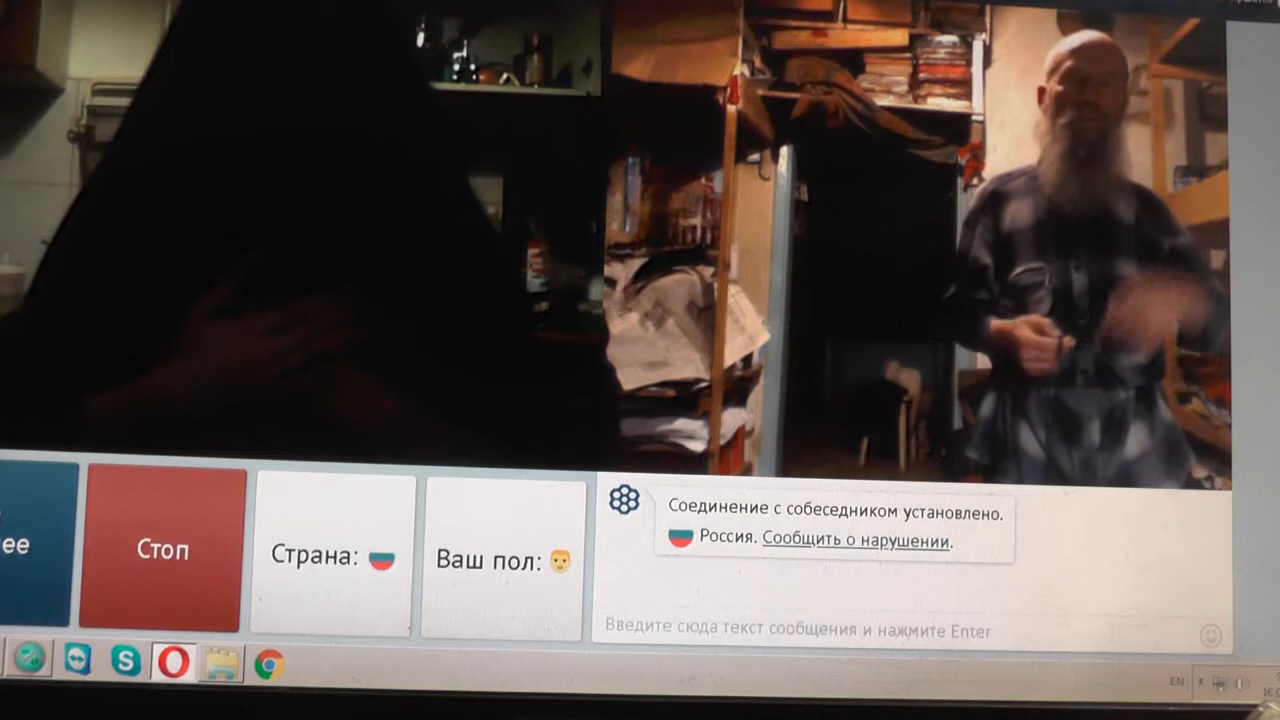 ее
Стоп
Страна:
Ваш пол:
Соединение с собеседником установлено.
Россия. Сообщить о нарушении.
Введите сюда текст сообщения и нажмите Enter
S
EN